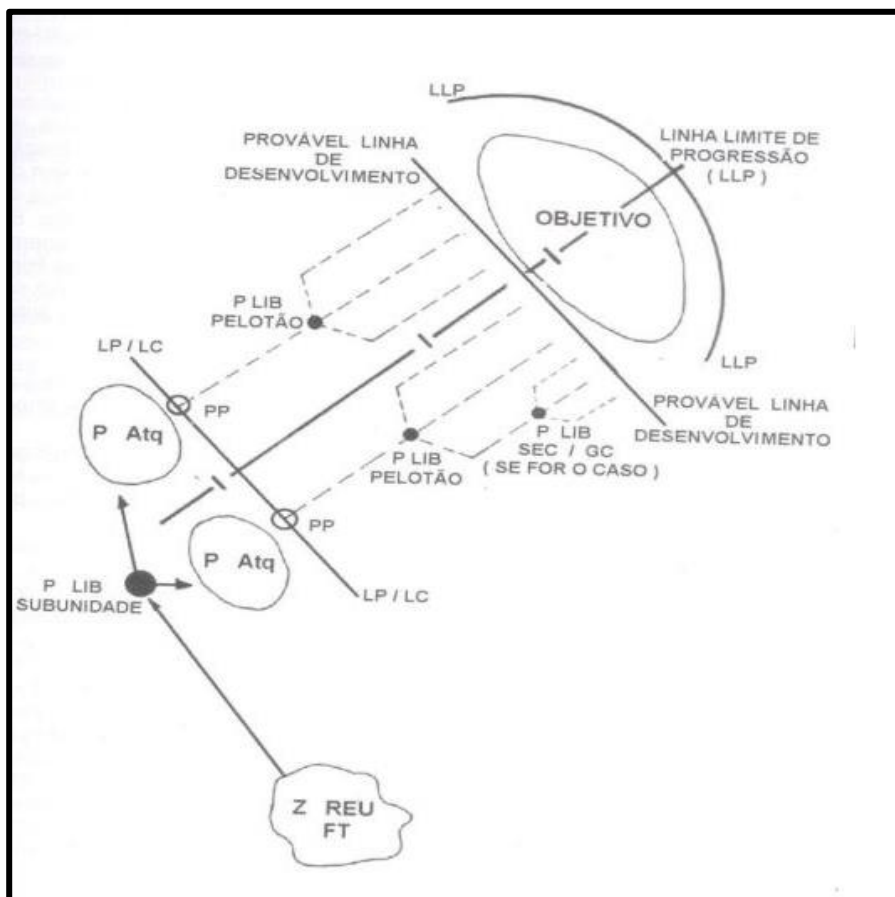 LLP
PROVÁVEL LINHA
DE
DESENVOLVIMENTO
LINHA LIMITE DE
PROGRESSÃO
( LLP )
OBJETIVO
P LIB
PELOTÃO
LP / LC
LLP
PP
P Atq
PROVÁVEL LINHA
DE
DESENVOLVIMENTO
P LIB
PELOTÃO
P LIB
SEC / GC
( SE FOR O CASO )
PP
P Atq
P LIB
SUBUNIDADE
LP / LC
Z REU
FT